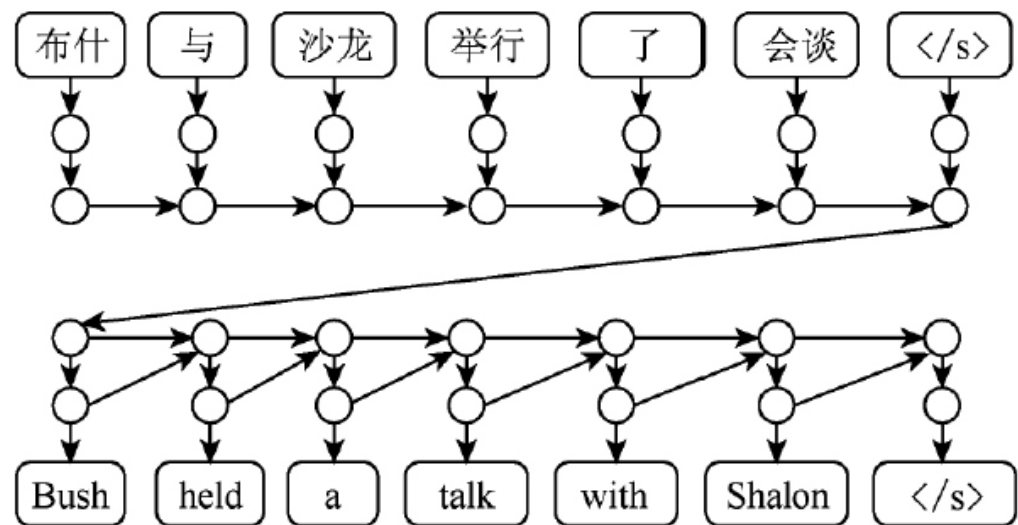 布什 与 沙龙 举行 了 会谈 </s>
Bush held a talk with Shalon </s>